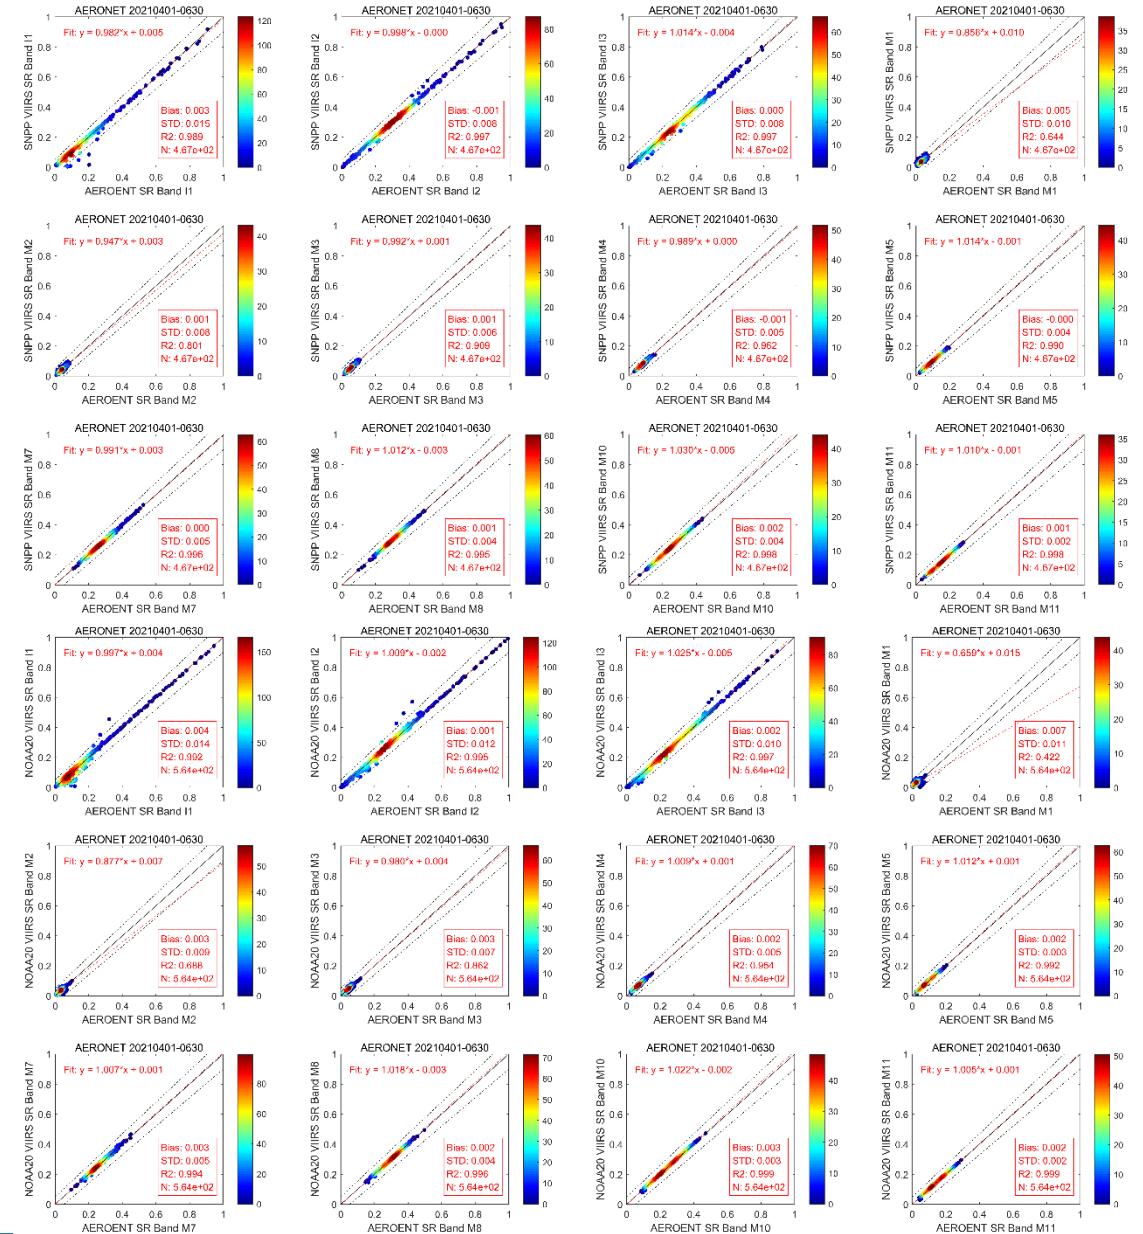 AERONET 20210401-0630
SNPP VIIRS SR Band I1
Fit: y = 0.982*x + 0.005
Bias: 0.003
STD: 0.015
R2: 0.989
N: 4.67e+02
AEROENT SR Band I1
AERONET 20210401-0630
SNPP VIIRS SR Band I2
Fit: y = 0.998*x - 0.000
Bias: -0.001
STD: 0.008
R2: 0.997
N: 4.67e+02
AEROENT SR Band I2
AERONET 20210401-0630
SNPP VIIRS SR Band I3
Fit: y = 1.014*x - 0.004
Bias: 0.000
STD: 0.008
R2: 0.997
N: 4.67e+02
AEROENT SR Band I3
AERONET 20210401-0630
SNPP VIIRS SR Band M1
Fit: y = 0.856*x + 0.010
Bias: 0.005
STD: 0.010
R2: 0.644
N: 4.67e+02
AEROENT SR Band M1
AERONET 20210401-0630
SNPP VIIRS SR Band M2
Fit: y = 0.947*x + 0.003
Bias: 0.001
STD: 0.008
R2: 0.801
N: 4.67e+02
AEROENT SR Band M2
AERONET 20210401-0630
SNPP VIIRS SR Band M3
Fit: y = 0.992*x + 0.001
Bias: 0.001
STD: 0.006
R2: 0.909
N: 4.67e+02
AEROENT SR Band M3
AERONET 20210401-0630
SNPP VIIRS SR Band M4
Fit: y = 0.989*x + 0.000
Bias: -0.001
STD: 0.005
R2: 0.962
N: 4.67e+02
AEROENT SR Band M4
AERONET 20210401-0630
SNPP VIIRS SR Band M5
Fit: y = 1.014*x - 0.001
Bias: -0.000
STD: 0.004
R2: 0.990
N: 4.67e+02
AEROENT SR Band M5
AERONET 20210401-0630
SNPP VIIRS SR Band M7
Fit: y = 0.991*x + 0.003
Bias: 0.000
STD: 0.005
R2: 0.996
N: 4.67e+02
AEROENT SR Band M7
AERONET 20210401-0630
SNPP VIIRS SR Band M8
Fit: y = 1.012*x - 0.003
Bias: 0.001
STD: 0.004
R2: 0.995
N: 4.67e+02
AEROENT SR Band M8
AERONET 20210401-0630
SNPP VIIRS SR Band M10
Fit: y = 1.030*x - 0.005
Bias: 0.002
STD: 0.004
R2: 0.998
N: 4.67e+02
AEROENT SR Band M10
AERONET 20210401-0630
SNPP VIIRS SR Band M11
Fit: y = 1.010*x - 0.001
Bias: 0.001
STD: 0.002
R2: 0.998
N: 4.67e+02
AEROENT SR Band M11
AERONET 20210401-0630
NOAA20 VIIRS SR Band I1
Fit: y = 0.997*x + 0.004
Bias: 0.004
STD: 0.014
R2: 0.992
N: 5.64e+02
AEROENT SR Band I1
AERONET 20210401-0630
NOAA20 VIIRS SR Band I2
Fit: y = 1.009*x - 0.002
Bias: 0.001
STD: 0.012
R2: 0.995
N: 5.64e+02
AEROENT SR Band I2
AERONET 20210401-0630
NOAA20 VIIRS SR Band I3
Fit: y = 1.025*x - 0.005
Bias: 0.002
STD: 0.010
R2: 0.997
N: 5.64e+02
AEROENT SR Band I3
AERONET 20210401-0630
NOAA20 VIIRS SR Band M1
Fit: y = 0.659*x + 0.015
Bias: 0.007
STD: 0.011
R2: 0.422
N: 5.64e+02
AEROENT SR Band M1
AERONET 20210401-0630
NOAA20 VIIRS SR Band M2
Fit: y = 0.877*x + 0.007
Bias: 0.003
STD: 0.009
R2: 0.688
N: 5.64e+02
AEROENT SR Band M2
AERONET 20210401-0630
NOAA20 VIIRS SR Band M3
Fit: y = 0.980*x + 0.004
Bias: 0.003
STD: 0.007
R2: 0.862
N: 5.64e+02
AEROENT SR Band M3
AERONET 20210401-0630
NOAA20 VIIRS SR Band M4
Fit: y = 1.009*x + 0.001
Bias: 0.002
STD: 0.005
R2: 0.954
N: 5.64e+02
AEROENT SR Band M4
AERONET 20210401-0630
NOAA20 VIIRS SR Band M5
Fit: y = 1.012*x + 0.001
Bias: 0.002
STD: 0.003
R2: 0.992
N: 5.64e+02
AEROENT SR Band M5
AERONET 20210401-0630
NOAA20 VIIRS SR Band M7
Fit: y = 1.007*x + 0.001
Bias: 0.003
STD: 0.005
R2: 0.994
N: 5.64e+02
AEROENT SR Band M7
AERONET 20210401-0630
NOAA20 VIIRS SR Band M8
Fit: y = 1.018*x - 0.003
Bias: 0.002
STD: 0.004
R2: 0.996
N: 5.64e+02
AEROENT SR Band M8
AERONET 20210401-0630
NOAA20 VIIRS SR Band M10
Fit: y = 1.022*x - 0.002
Bias: 0.003
STD: 0.003
R2: 0.999
N: 5.64e+02
AEROENT SR Band M10
AERONET 20210401-0630
NOAA20 VIIRS SR Band M11
Fit: y = 1.005*x + 0.001
Bias: 0.002
STD: 0.002
R2: 0.999
N: 5.64e+02
AEROENT SR Band M11